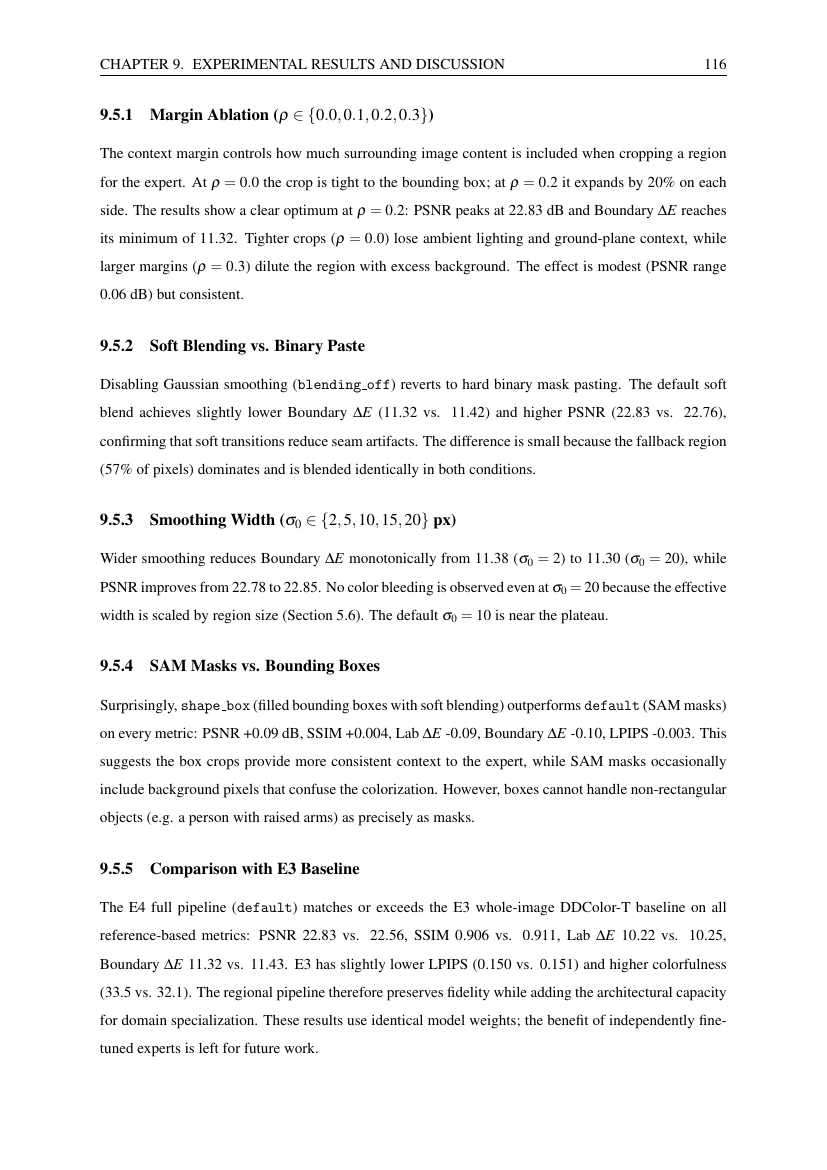 CHAPTER 9. EXPERIMENTAL RESULTS AND DISCUSSION 116
9.5.1 Margin Ablation (ρ ∈ {0.0, 0.1, 0.2, 0.3})
The context margin controls how much surrounding image content is included when cropping a region
for the expert. At ρ = 0.0 the crop is tight to the bounding box; at ρ = 0.2 it expands by 20% on each
side. The results show a clear optimum at ρ = 0.2: PSNR peaks at 22.83 dB and Boundary ΔE reaches
its minimum of 11.32. Tighter crops (ρ = 0.0) lose ambient lighting and ground-plane context, while
larger margins (ρ = 0.3) dilute the region with excess background. The effect is modest (PSNR range
0.06 dB) but consistent.
9.5.2 Soft Blending vs. Binary Paste
Disabling Gaussian smoothing (blending_off) reverts to hard binary mask pasting. The default soft
blend achieves slightly lower Boundary ΔE (11.32 vs. 11.42) and higher PSNR (22.83 vs. 22.76),
confirming that soft transitions reduce seam artifacts. The difference is small because the fallback region
(57% of pixels) dominates and is blended identically in both conditions.
9.5.3 Smoothing Width (σ₀ ∈ {2, 5, 10, 15, 20} px)
Wider smoothing reduces Boundary ΔE monotonically from 11.38 (σ₀ = 2) to 11.30 (σ₀ = 20), while
PSNR improves from 22.78 to 22.85. No color bleeding is observed even at σ₀ = 20 because the effective
width is scaled by region size (Section 5.6). The default σ₀ = 10 is near the plateau.
9.5.4 SAM Masks vs. Bounding Boxes
Surprisingly, shape_box (filled bounding boxes with soft blending) outperforms default (SAM masks)
on every metric: PSNR +0.09 dB, SSIM +0.004, Lab ΔE -0.09, Boundary ΔE -0.10, LPIPS -0.003. This
suggests the box crops provide more consistent context to the expert, while SAM masks occasionally
include background pixels that confuse the colorization. However, boxes cannot handle non-rectangular
objects (e.g. a person with raised arms) as precisely as masks.
9.5.5 Comparison with E3 Baseline
The E4 full pipeline (default) matches or exceeds the E3 whole-image DDColor-T baseline on all
reference-based metrics: PSNR 22.83 vs. 22.56, SSIM 0.906 vs. 0.911, Lab ΔE 10.22 vs. 10.25,
Boundary ΔE 11.32 vs. 11.43. E3 has slightly lower LPIPS (0.150 vs. 0.151) and higher colorfulness
(33.5 vs. 32.1). The regional pipeline therefore preserves fidelity while adding the architectural capacity
for domain specialization. These results use identical model weights; the benefit of independently fine-
tuned experts is left for future work.